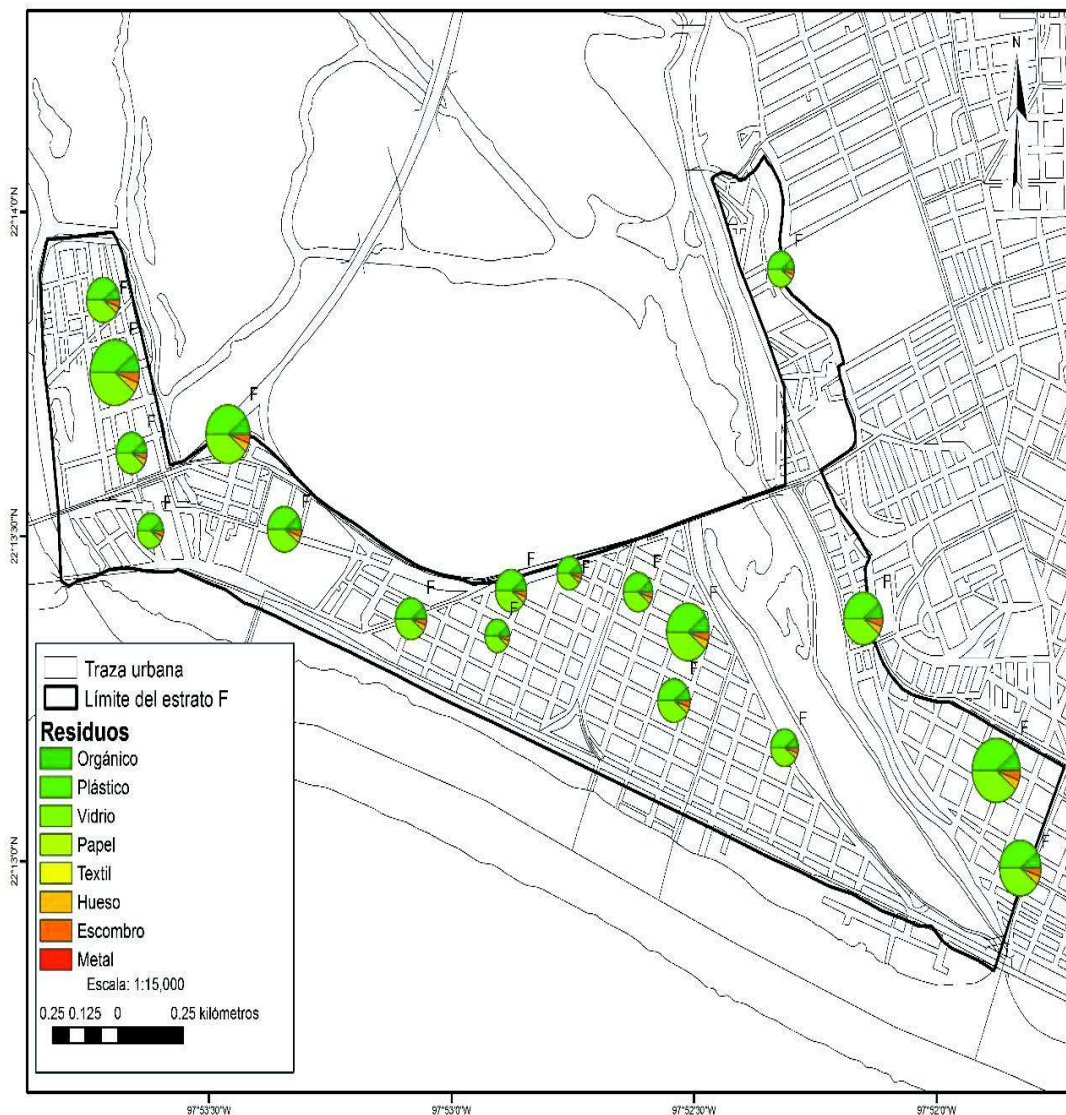 N
22°14'0"N
F
F
F
F
F
F
F
22°13'30"N
F
F
F
F
F
F
F
F
F
F
F
22°13'0"N
Traza urbana
Límite del estrato F
Residuos
Orgánico
Plástico
Vidrio
Papel
Textil
Hueso
Escombro
Metal
Escala: 1:15,000
0.25 0.125 0 0.25 kilómetros
97°53'30"W 97°53'0"W 97°52'30"W 97°52'0"W